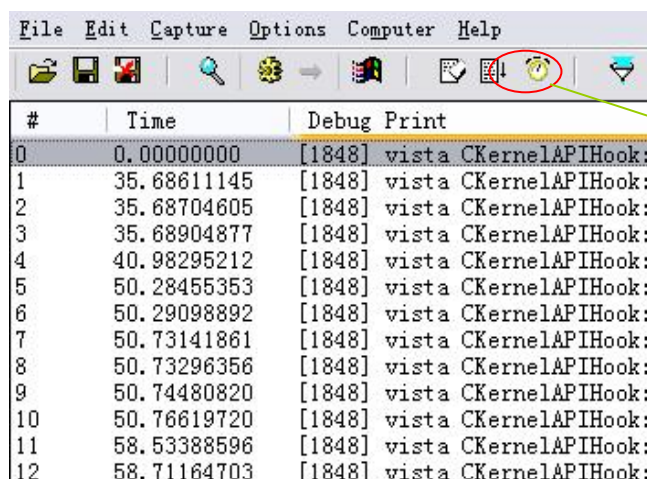 File Edit Capture Options Computer Help
# Time Debug Print
0 0.00000000 [1848] vista CKernelAPIHook:
1 35.68611145 [1848] vista CKernelAPIHook:
2 35.68704605 [1848] vista CKernelAPIHook:
3 35.68904877 [1848] vista CKernelAPIHook:
4 40.98295212 [1848] vista CKernelAPIHook:
5 50.28455353 [1848] vista CKernelAPIHook:
6 50.29098892 [1848] vista CKernelAPIHook:
7 50.73141861 [1848] vista CKernelAPIHook:
8 50.73296356 [1848] vista CKernelAPIHook:
9 50.74480820 [1848] vista CKernelAPIHook:
10 50.76619720 [1848] vista CKernelAPIHook:
11 58.53388596 [1848] vista CKernelAPIHook:
12 58.71164703 [1848] vista CKernelAPIHook: